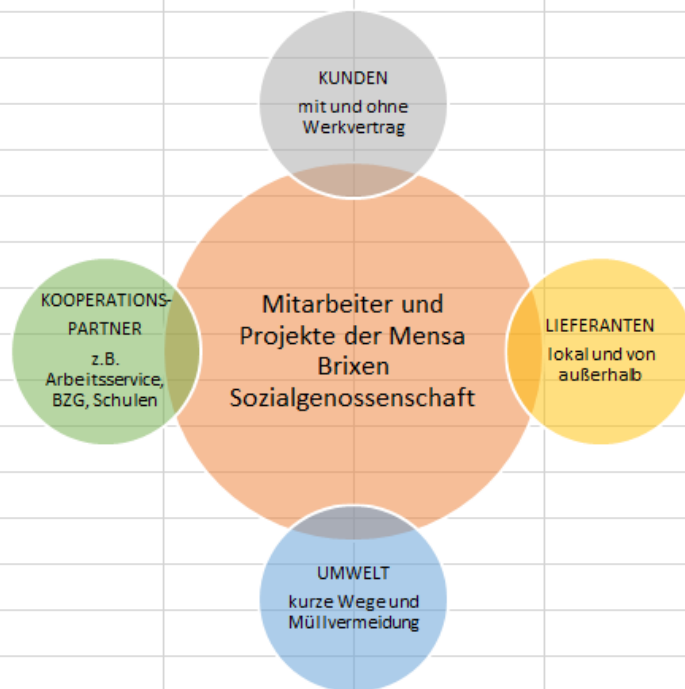 KUNDEN
mit und ohne
Werkvertrag
KOOPERATIONS-
PARTNER
z.B.
Arbeitsservice,
BZG, Schulen
Mitarbeiter und
Projekte der Mensa
Brixen
Sozialgenossenschaft
LIEFERANTEN
lokal und von
außerhalb
UMWELT
kurze Wege und
Müllvermeidung